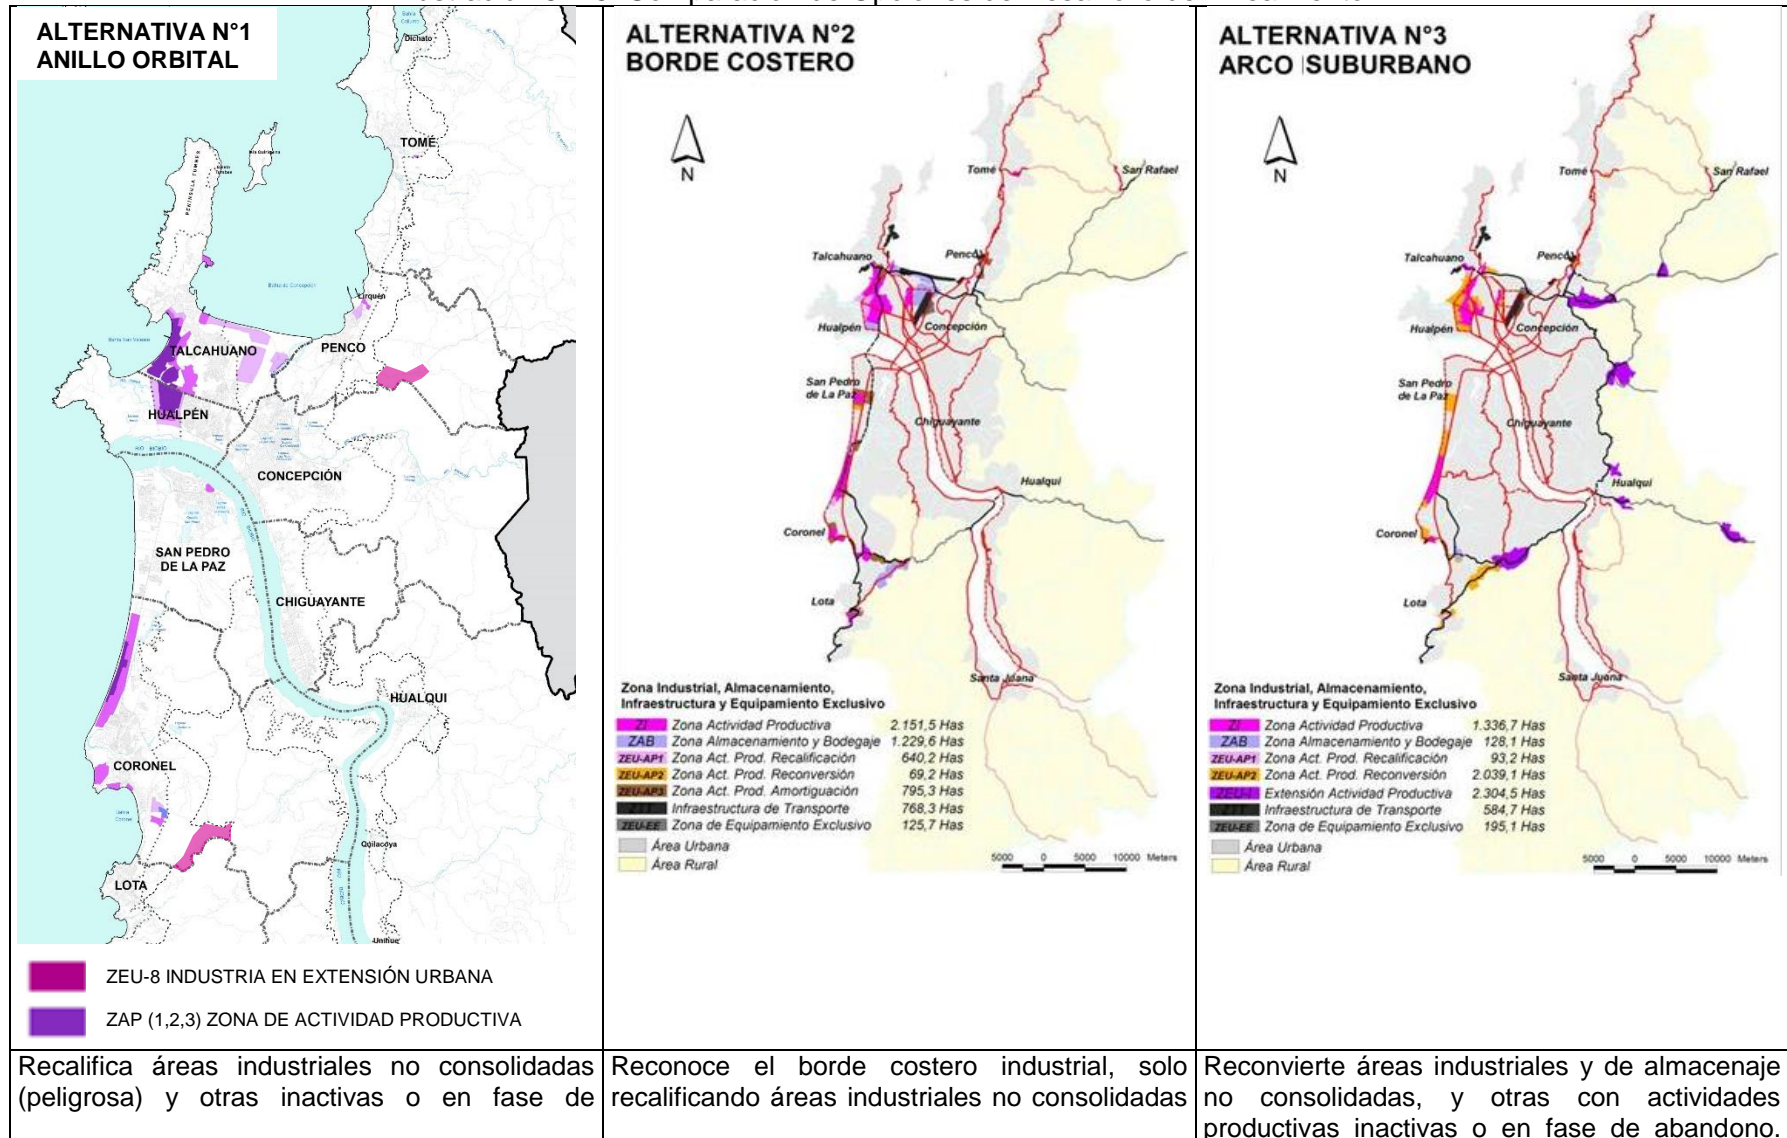 ALTERNATIVA N°1
ANILLO ORBITAL
Dichato
TOMÉ
PENINSULA TUMBES
Bahía Concepción
Lirquén
TALCAHUANO
PENCO
HUALPÉN
RIO BIOBIO
CONCEPCIÓN
SAN PEDRO
DE LA PAZ
CHIGUAYANTE
HUALQUI
CORONEL
Quilacoya
LOTA
Unihue
ZEU-8 INDUSTRIA EN EXTENSIÓN URBANA
ZAP (1,2,3) ZONA DE ACTIVIDAD PRODUCTIVA
Recalifica áreas industriales no consolidadas
(peligrosa) y otras inactivas o en fase de
ALTERNATIVA N°2
BORDE COSTERO
N
Tomé
San Rafael
Talcahuano
Penco
Hualpén
Concepción
San Pedro
de La Paz
Chiguayante
Hualqui
Coronel
Lota
Santa Juana
Zona Industrial, Almacenamiento,
Infraestructura y Equipamiento Exclusivo
ZI Zona Actividad Productiva 2.151,5 Has
ZAB Zona Almacenamiento y Bodegaje 1.229,6 Has
ZEU-AP1 Zona Act. Prod. Recalificación 640,2 Has
ZEU-AP2 Zona Act. Prod. Reconversión 69,2 Has
ZEU-AP3 Zona Act. Prod. Amortiguación 795,3 Has
Infraestructura de Transporte 768,3 Has
ZEU-EE Zona de Equipamiento Exclusivo 125,7 Has
Área Urbana
Área Rural
5000 0 5000 10000 Meters
Reconoce el borde costero industrial, solo
recalificando áreas industriales no consolidadas
ALTERNATIVA N°3
ARCO SUBURBANO
N
Tomé
San Rafael
Talcahuano
Penco
Hualpén
Concepción
San Pedro
de La Paz
Chiguayante
Hualqui
Coronel
Lota
Santa Juana
Zona Industrial, Almacenamiento,
Infraestructura y Equipamiento Exclusivo
ZI Zona Actividad Productiva 1.336,7 Has
ZAB Zona Almacenamiento y Bodegaje 128,1 Has
ZEU-AP1 Zona Act. Prod. Recalificación 93,2 Has
ZEU-AP2 Zona Act. Prod. Reconversión 2.039,1 Has
ZEU-I Extensión Actividad Productiva 2.304,5 Has
Infraestructura de Transporte 584,7 Has
ZEU-EE Zona de Equipamiento Exclusivo 195,1 Has
Área Urbana
Área Rural
5000 0 5000 10000 Meters
Reconvierte áreas industriales y de almacenaje
no consolidadas, y otras con actividades
productivas inactivas o en fase de abandono.